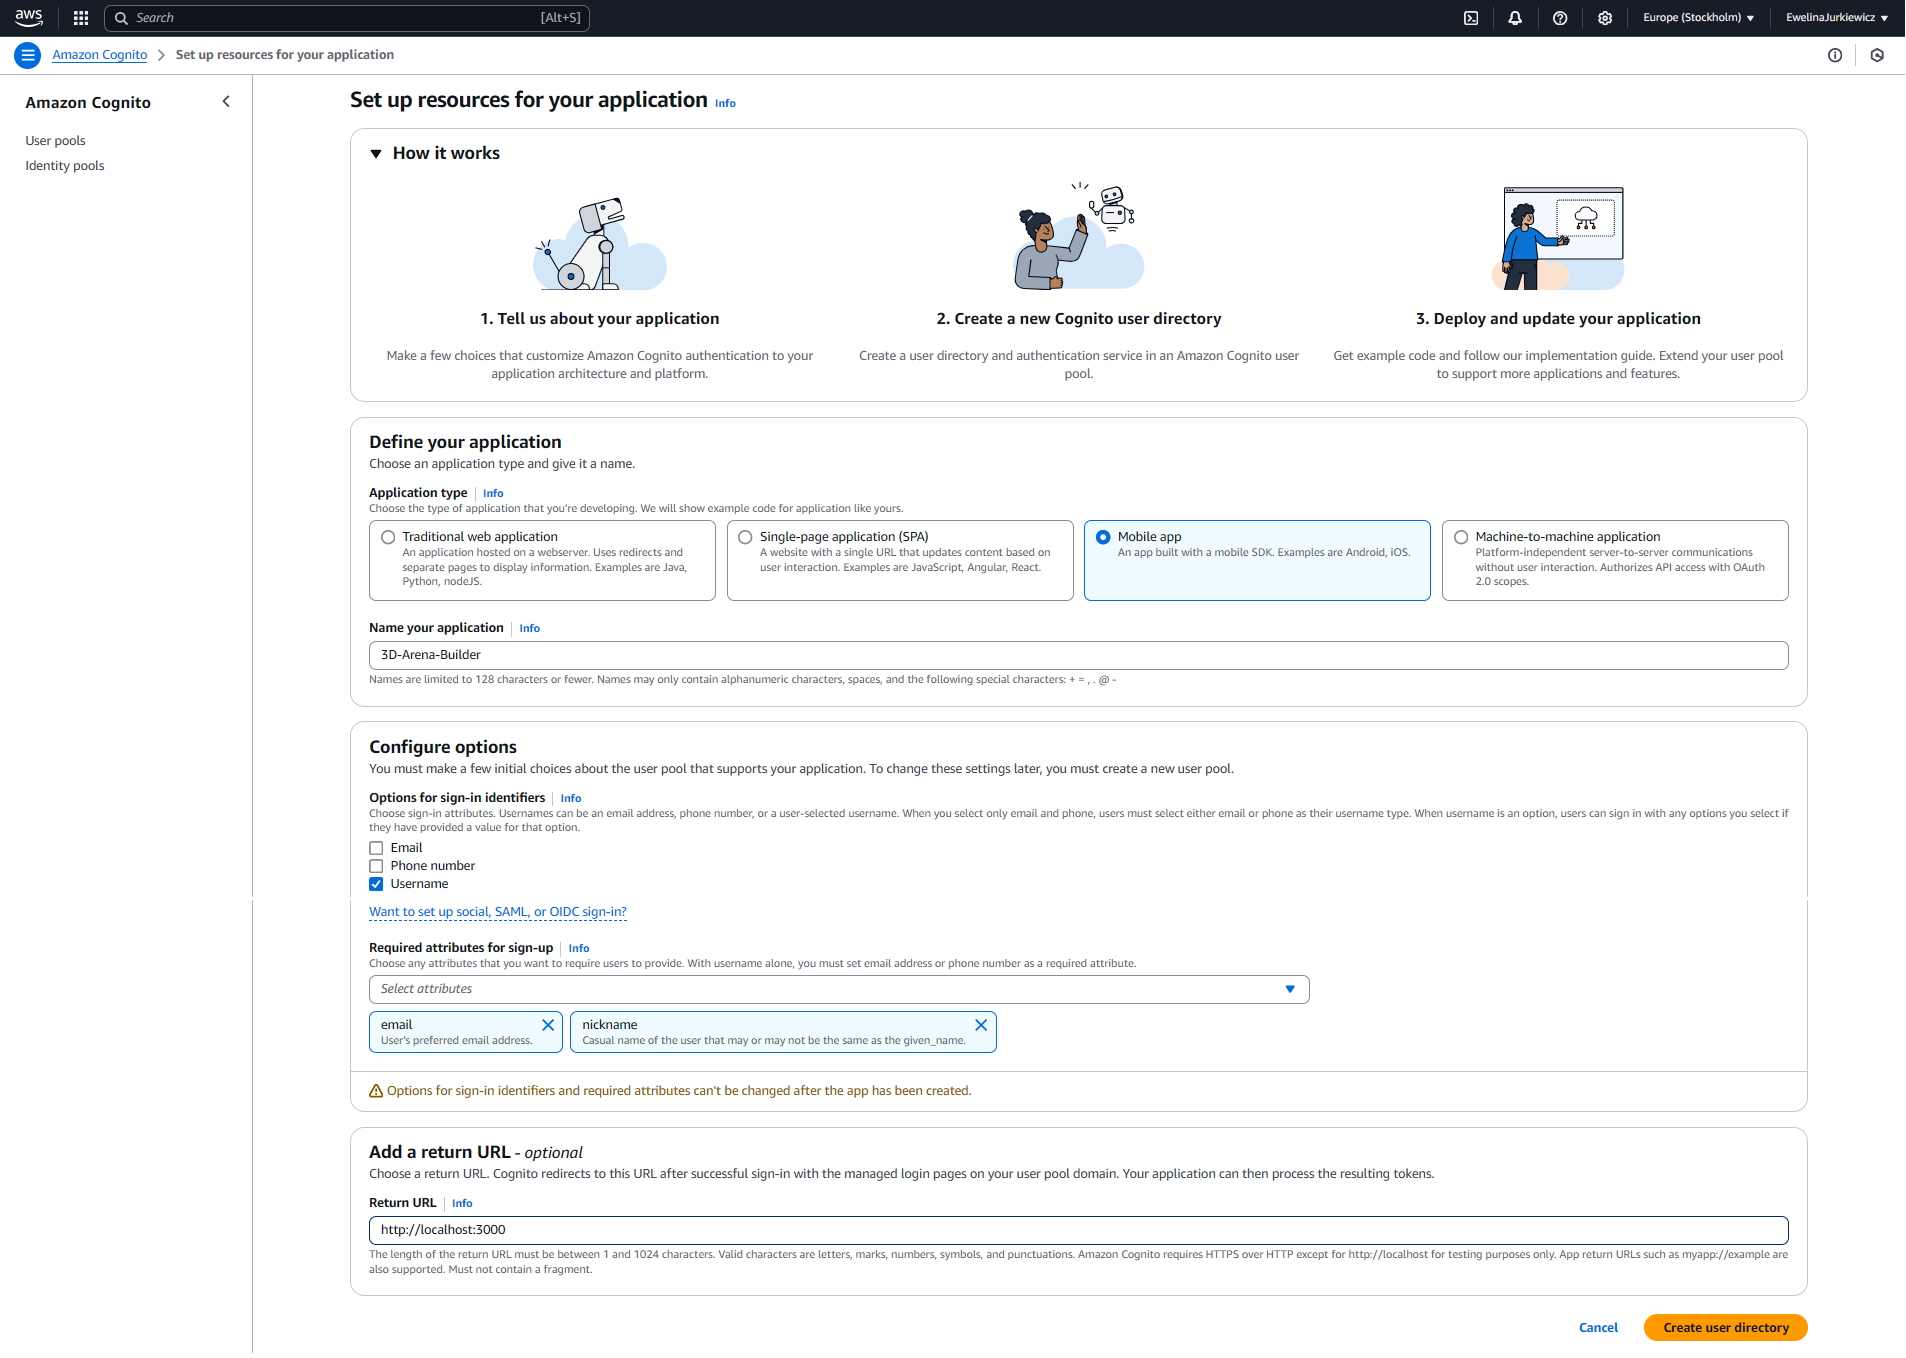 aws
Search
[Alt+S]
Europe (Stockholm)
EwelinaJurkiewicz
Amazon Cognito
Set up resources for your application
Amazon Cognito
User pools
Identity pools
Set up resources for your application
Info
How it works
1. Tell us about your application
Make a few choices that customize Amazon Cognito authentication to your
application architecture and platform.
2. Create a new Cognito user directory
Create a user directory and authentication service in an Amazon Cognito user
pool.
3. Deploy and update your application
Get example code and follow our implementation guide. Extend your user pool
to support more applications and features.
Define your application
Choose an application type and give it a name.
Application type
Info
Choose the type of application that you're developing. We will show example code for application like yours.
Traditional web application
An application hosted on a webserver. Uses redirects and
separate pages to display information. Examples are Java,
Python, nodeJS.
Single-page application (SPA)
A website with a single URL that updates content based on
user interaction. Examples are JavaScript, Angular, React.
Mobile app
An app built with a mobile SDK. Examples are Android, iOS.
Machine-to-machine application
Platform-independent server-to-server communications
without user interaction. Authorizes API access with OAuth
2.0 scopes.
Name your application
Info
3D-Arena-Builder
Names are limited to 128 characters or fewer. Names may only contain alphanumeric characters, spaces, and the following special characters: + = , . @ -
Configure options
You must make a few initial choices about the user pool that supports your application. To change these settings later, you must create a new user pool.
Options for sign-in identifiers
Info
Choose sign-in attributes. Usernames can be an email address, phone number, or a user-selected username. When you select only email and phone, users must select either email or phone as their username type. When username is an option, users can sign in with any options you select if
they have provided a value for that option.
Email
Phone number
Username
Want to set up social, SAML, or OIDC sign-in?
Required attributes for sign-up
Info
Choose any attributes that you want to require users to provide. With username alone, you must set email address or phone number as a required attribute.
Select attributes
email
User's preferred email address.
nickname
Casual name of the user that may or may not be the same as the given_name.
Options for sign-in identifiers and required attributes can't be changed after the app has been created.
Add a return URL - optional
Choose a return URL. Cognito redirects to this URL after successful sign-in with the managed login pages on your user pool domain. Your application can then process the resulting tokens.
Return URL
Info
http://localhost:3000
The length of the return URL must be between 1 and 1024 characters. Valid characters are letters, marks, numbers, symbols, and punctuations. Amazon Cognito requires HTTPS over HTTP except for http://localhost for testing purposes only. App return URLs such as myapp://example are
also supported. Must not contain a fragment.
Cancel
Create user directory